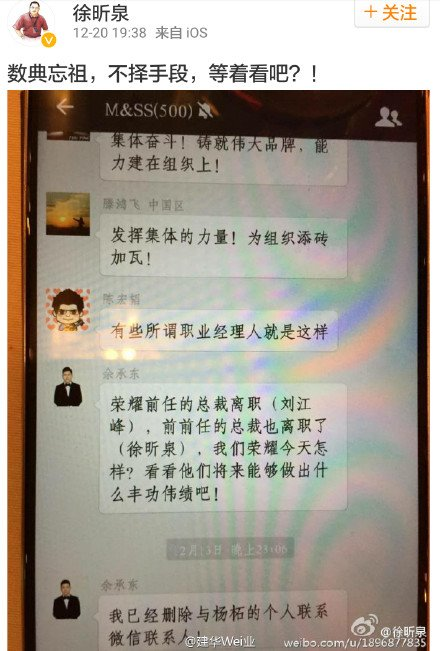 徐昕泉
12-20 19:38 来自 iOS
+ 关注
数典忘祖，不择手段，等着看吧？！
M&SS(500)
集体奋斗！铸就伟大品牌，能
力建在组织上！
滕鸿飞 中国区
发挥集体的力量！为组织添砖
加瓦！
陈宏韬
有些所谓职业经理人就是这样
余承东
荣耀前任的总裁离职（刘江
峰），前前任的总裁也离职了
（徐昕泉），我们荣耀今天怎
样？看看他们将来能够做出什
么丰功伟绩吧！
12月13日·晚上23:06
余承东
我已经删除与杨柘的个人联系
微信联系人！
@建华Wei业
@徐昕泉
weibo.com/u/1896877835